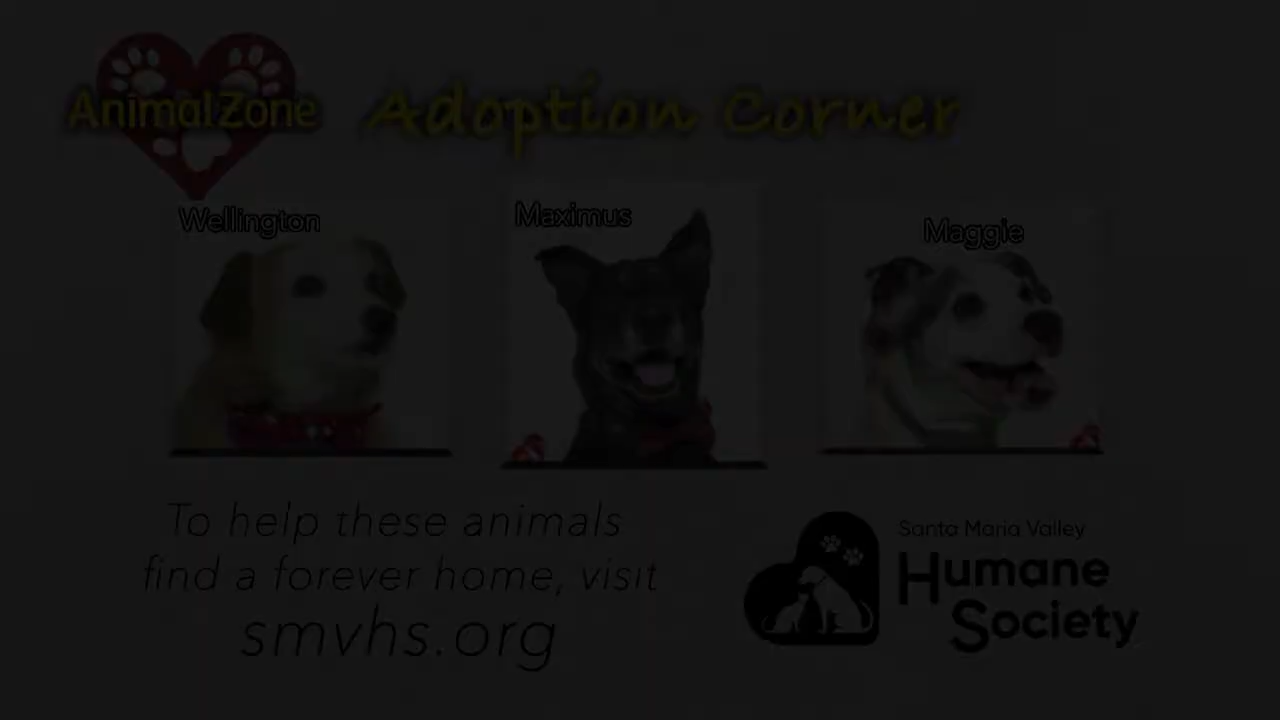 AnimalZone
Adoption Corner
Wellington
Maximus
Maggie
To help these animals
find a forever home, visit
smvhs.org
Santa Maria Valley
Humane
Society